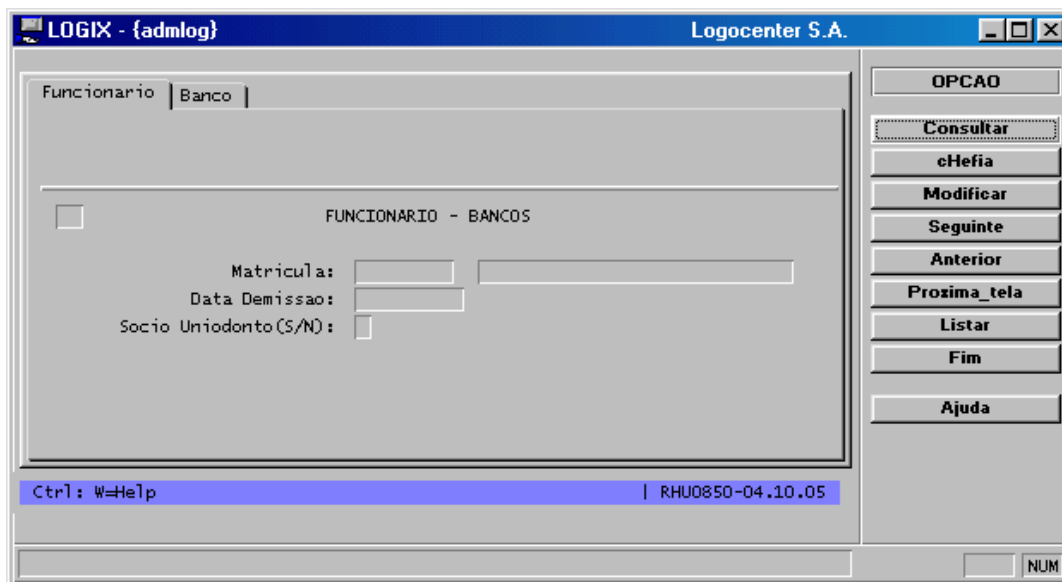 LOGIX - {admlog} Logocenter S.A.
Funcionario Banco
FUNCIONARIO - BANCOS
Matricula:
Data Demissao:
Socio Uniodonto(S/N):
Ctrl: W=Help | RHU0850-04.10.05
OPCAO
Consultar
cHefia
Modificar
Seguinte
Anterior
Proxima_tela
Listar
Fim
Ajuda
NUM